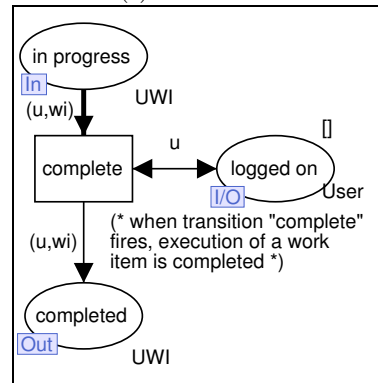 in progress
In
UWI
(u,wi)
[]
u
complete
logged on
I/O
User
(* when transition "complete"
fires, execution of a work
item is completed *)
(u,wi)
completed
Out
UWI